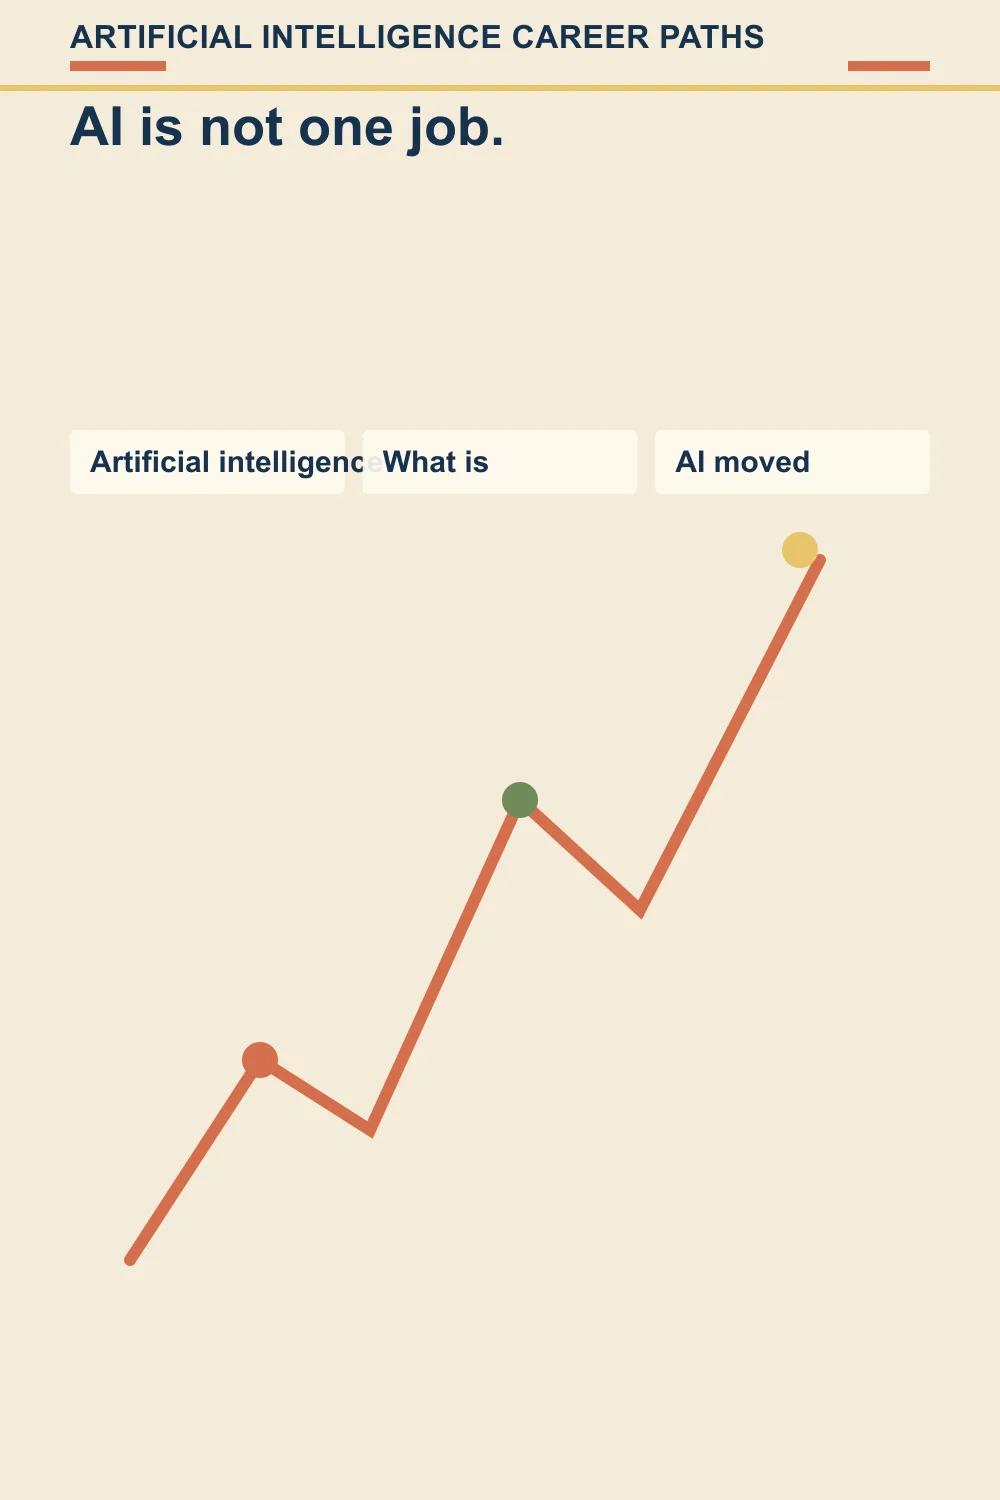 ARTIFICIAL INTELLIGENCE CAREER PATHS
AI is not one job.
Artificial intelligence
What is
AI moved